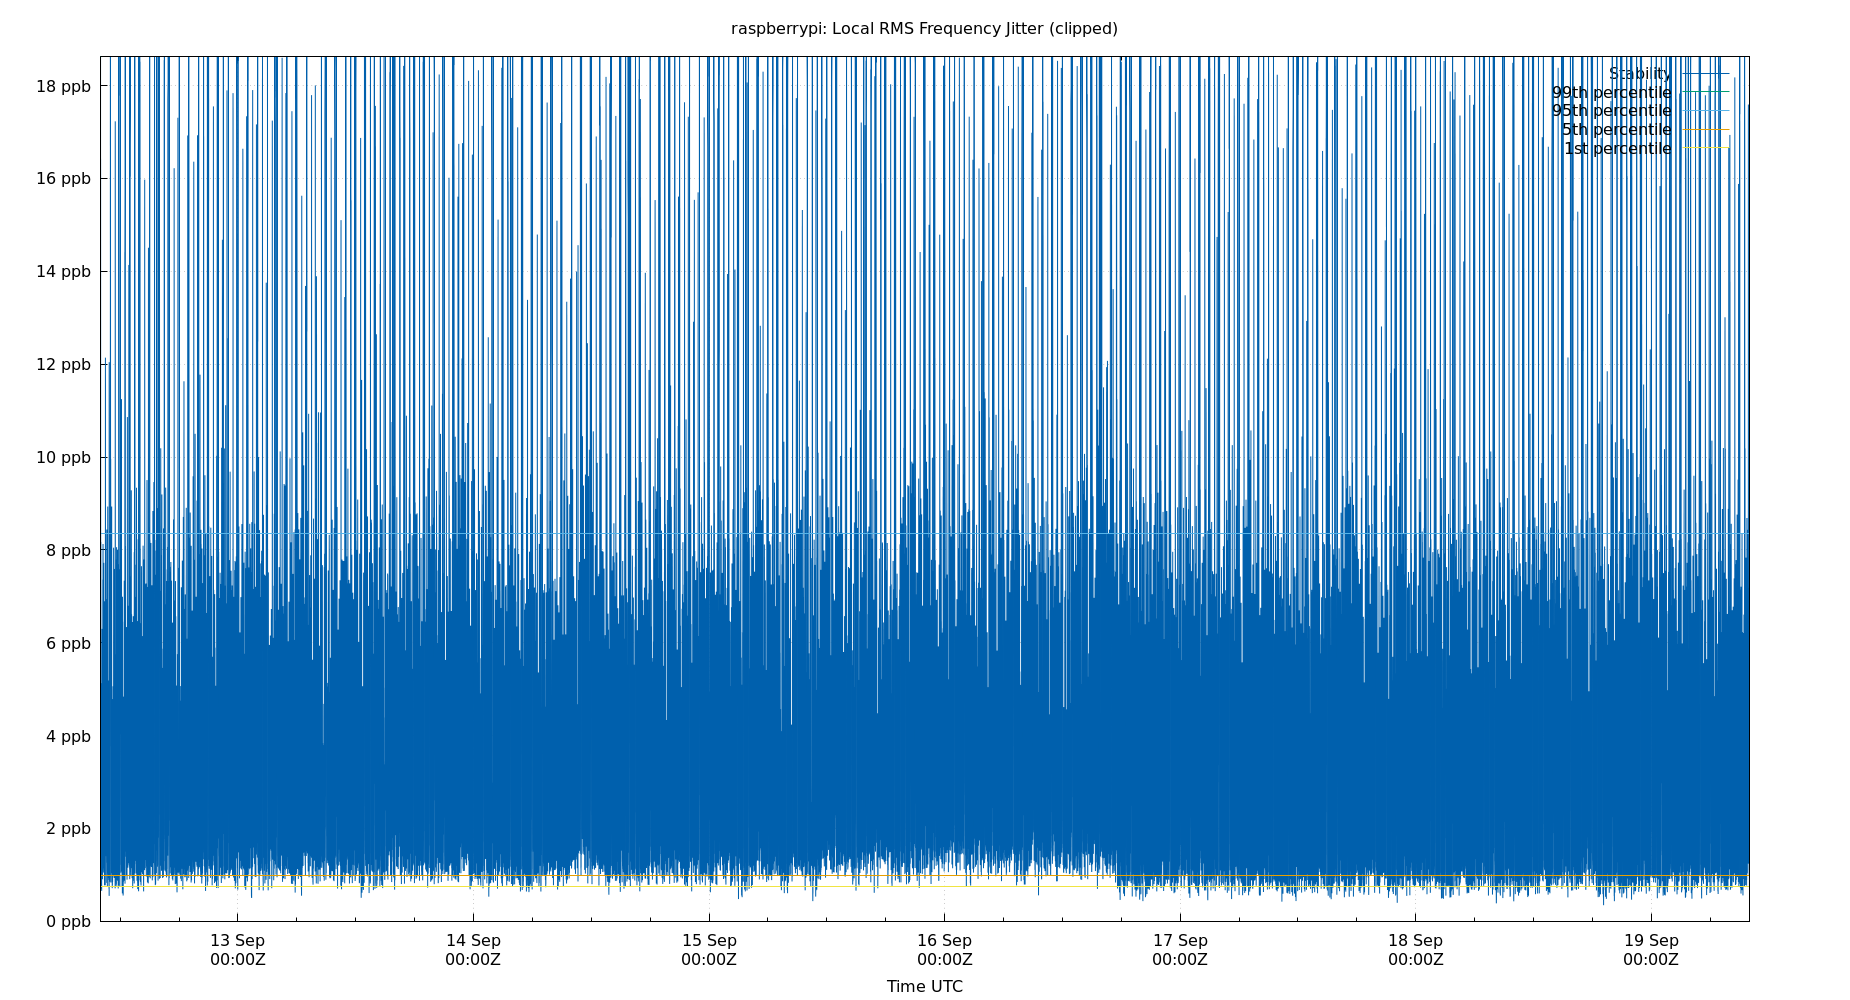 raspberrypi: Local RMS Frequency Jitter (clipped)
18 ppb
16 ppb
14 ppb
12 ppb
10 ppb
8 ppb
6 ppb
4 ppb
2 ppb
0 ppb
Stability
99th percentile
95th percentile
5th percentile
1st percentile
13 Sep 14 Sep 15 Sep 16 Sep 17 Sep 18 Sep 19 Sep
00:00Z 00:00Z 00:00Z 00:00Z 00:00Z 00:00Z 00:00Z
Time UTC